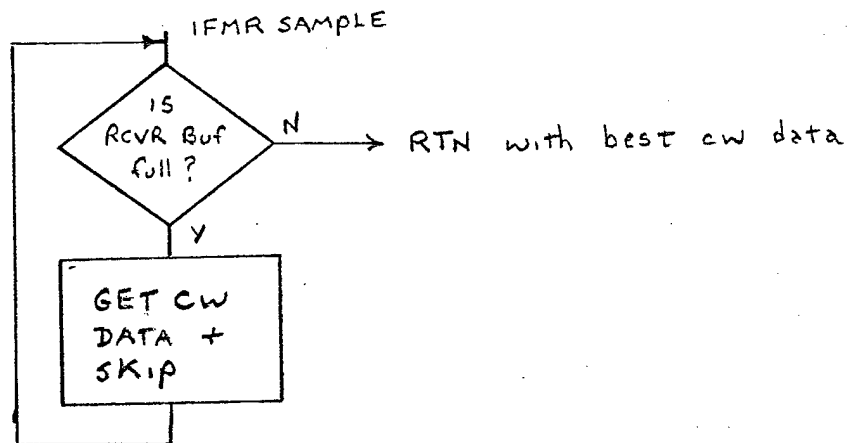 IFMR SAMPLE
IS
RCVR Buf
full?
N
RTN with best cw data
Y
GET CW
DATA +
SKIP